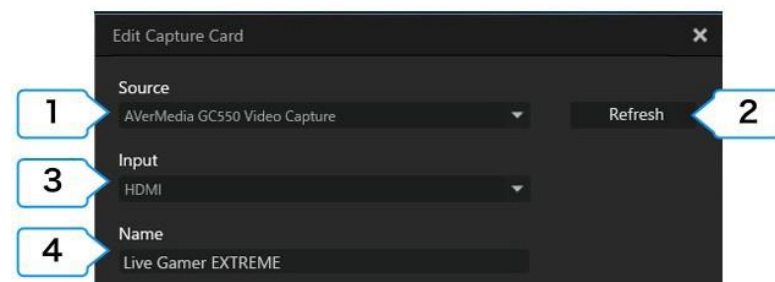 Edit Capture Card
Source
1
AVerMedia GC550 Video Capture
Refresh
2
Input
3
HDMI
Name
4
Live Gamer EXTREME